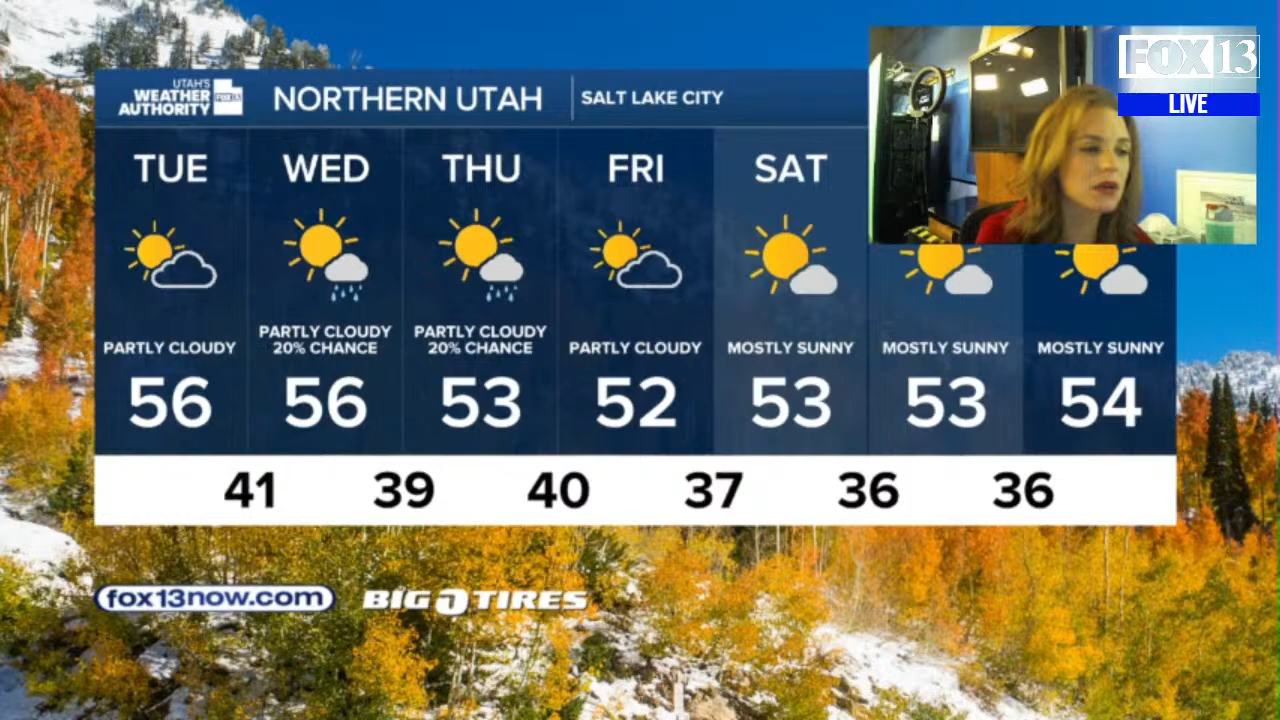 UTAH'S
WEATHER
AUTHORITY
FOX 13
NORTHERN UTAH
SALT LAKE CITY
FOX 13
LIVE
TUE
WED
THU
FRI
SAT
PARTLY CLOUDY
PARTLY CLOUDY
20% CHANCE
PARTLY CLOUDY
20% CHANCE
PARTLY CLOUDY
MOSTLY SUNNY
MOSTLY SUNNY
MOSTLY SUNNY
56
56
53
52
53
53
54
41
39
40
37
36
36
fox13now.com
BIG O TIRES